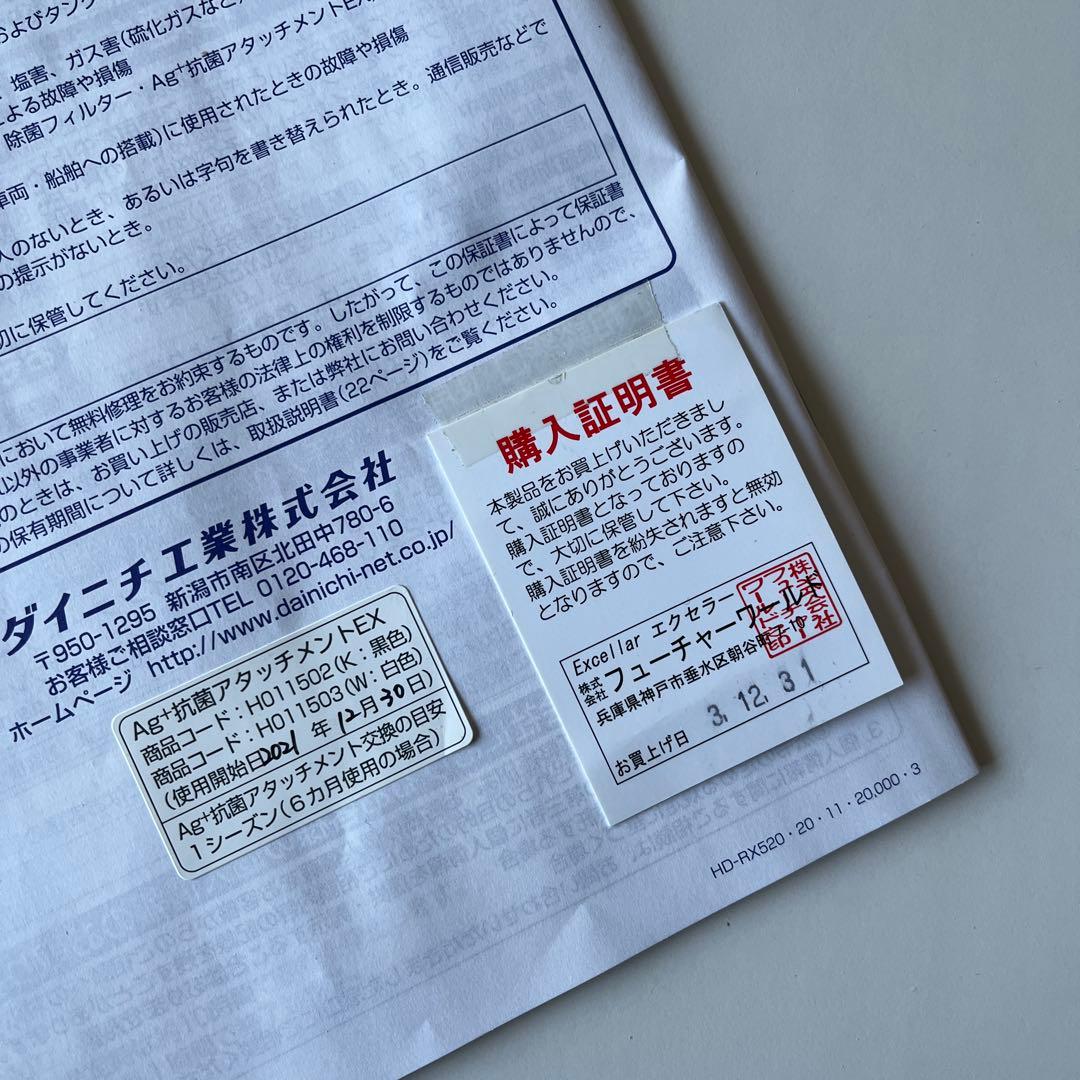 およびタンク
、塩害、ガス害(硫化ガスなど
による故障や損傷
除菌フィルター・Ag⁺抗菌アタッチメントEX
車両・船舶への搭載)に使用されたときの故障や損傷
入のないとき、あるいは字句を書き替えられたとき。通信販売などで
の提示がないとき。
切に保管してください。
において無料修理をお約束するものです。したがって、この保証書によって保証書
以外の事業者に対するお客様の法律上の権利を制限するものではありませんので、
のときは、お買い上げの販売店、または弊社にお問い合わせください。
の保有期間について詳しくは、取扱説明書(22ページ)をご覧ください。
ダイニチ工業株式会社
〒950-1295 新潟市南区北田中780-6
お客様ご相談窓口TEL 0120-468-110
ホームページ http://www.dainichi-net.co.jp/
Ag⁺抗菌アタッチメントEX
商品コード:H011502(K:黒色)
商品コード:H011503(W:白色)
(使用開始日2021年12月30日)
Ag⁺抗菌アタッチメント交換の目安
1シーズン(6カ月使用の場合)
購入証明書
本製品をお買上げいただきまし
て、誠にありがとうございます。
購入証明書となっておりますの
で、大切に保管して下さい。
購入証明書を紛失されますと無効
となりますので、ご注意下さい。
Excellar エクセラー
株式会社 フューチャーワールド
兵庫県神戸市垂水区朝谷町7-10
お買上げ日 3.12.31
HD-RX520・20・11・20,000・3